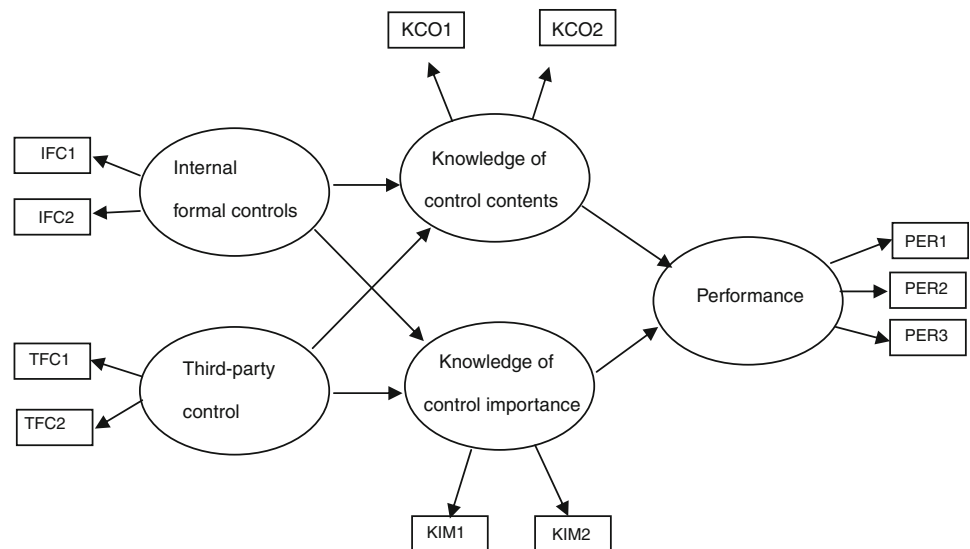 KCO1
KCO2
IFC1
IFC2
Internal
formal controls
Knowledge of
control contents
PER1
PER2
PER3
Performance
TFC1
TFC2
Third-party
control
Knowledge of
control importance
KIM1
KIM2